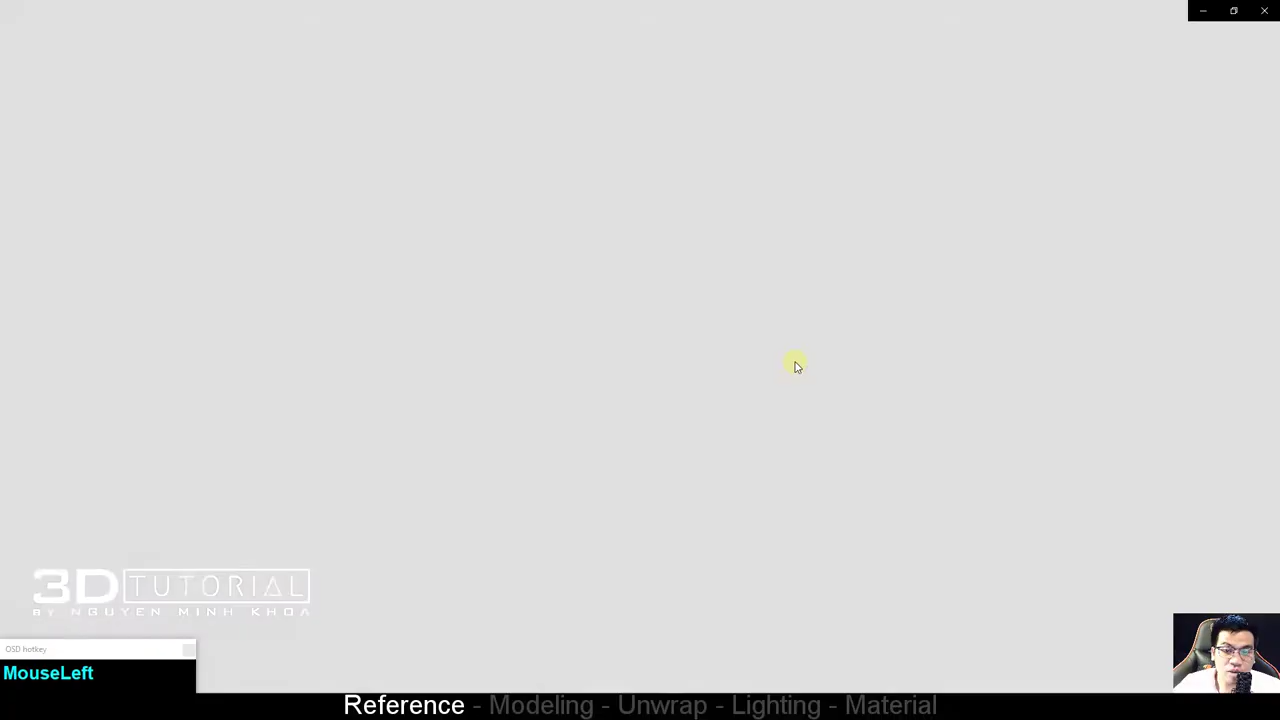 3D TUTORIAL
BY NGUYEN MINH KHOA
OSD hotkey
MouseLeft
Reference - Modeling - Unwrap - Lighting - Material